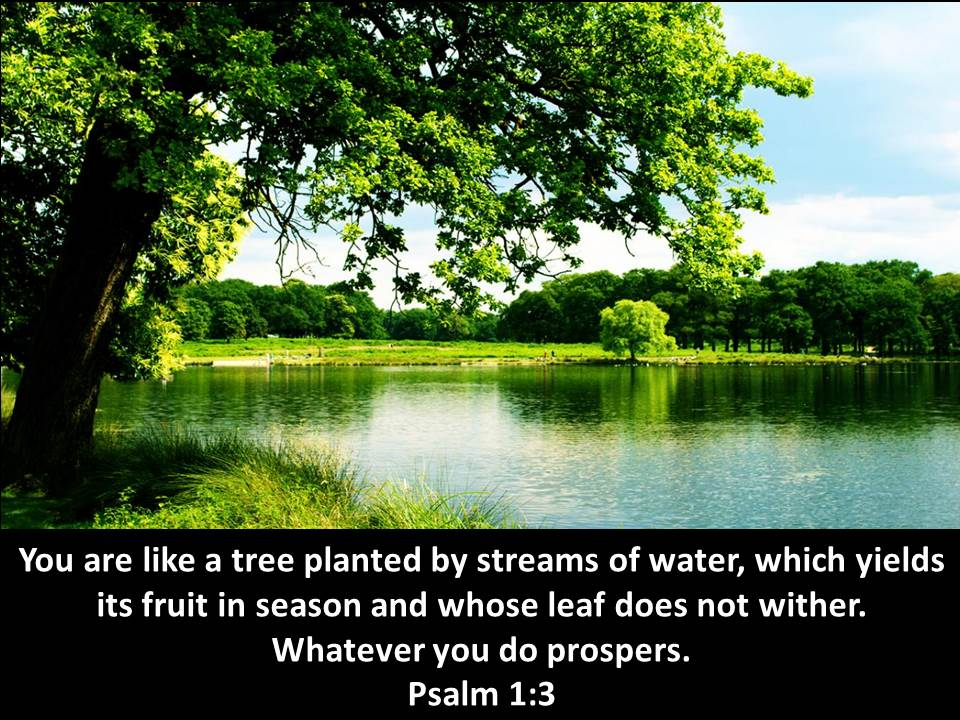 You are like a tree planted by streams of water, which yields
its fruit in season and whose leaf does not wither.
Whatever you do prospers.
Psalm 1:3